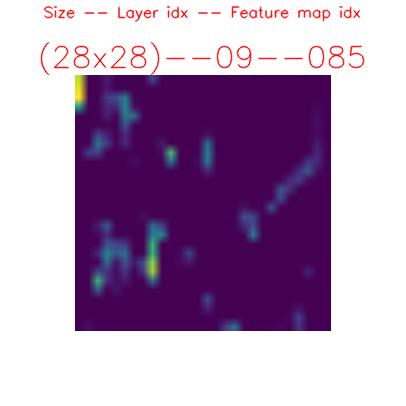 Size -- Layer idx -- Feature map idx
(28x28)--09--085